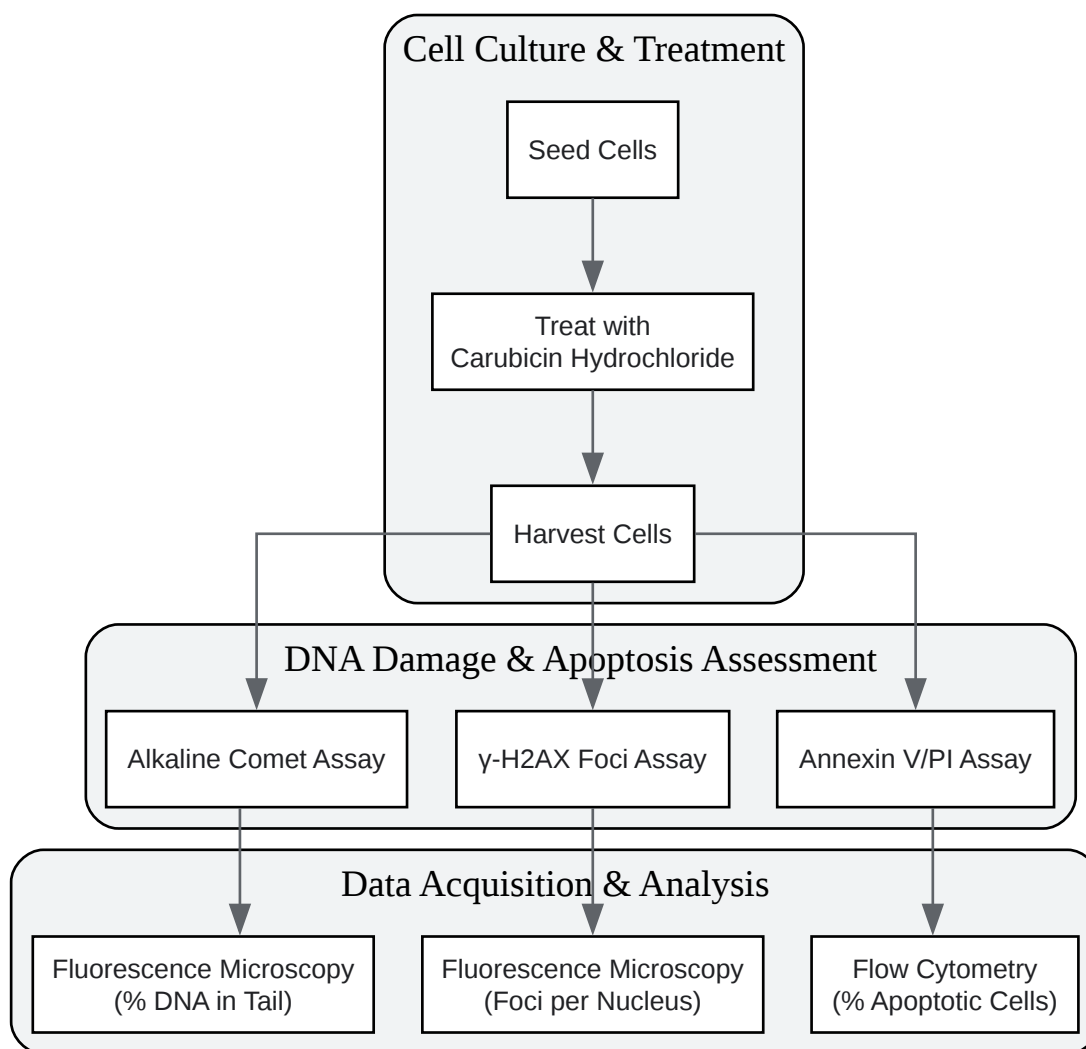 Cell Culture & Treatment
Seed Cells
Treat with
Carubicin Hydrochloride
Harvest Cells
DNA Damage & Apoptosis Assessment
Alkaline Comet Assay
γ-H2AX Foci Assay
Annexin V/PI Assay
Data Acquisition & Analysis
Fluorescence Microscopy
(% DNA in Tail)
Fluorescence Microscopy
(Foci per Nucleus)
Flow Cytometry
(% Apoptotic Cells)